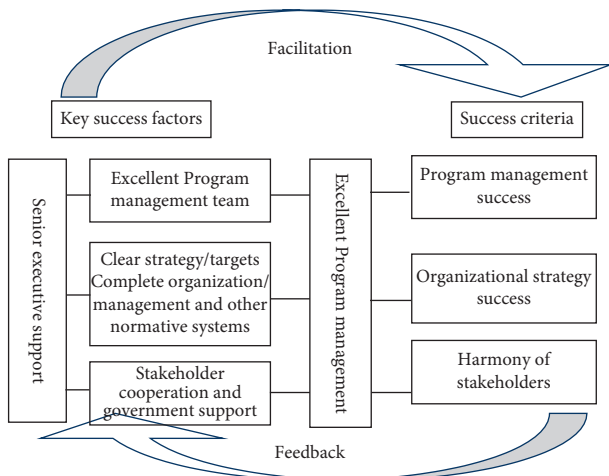 Facilitation
Key success factors
Success criteria
Senior executive support
Excellent Program
management team
Clear strategy/targets
Complete organization/
management and other
normative systems
Stakeholder
cooperation and
government support
Excellent Program management
Program management
success
Organizational strategy
success
Harmony of
stakeholders
Feedback